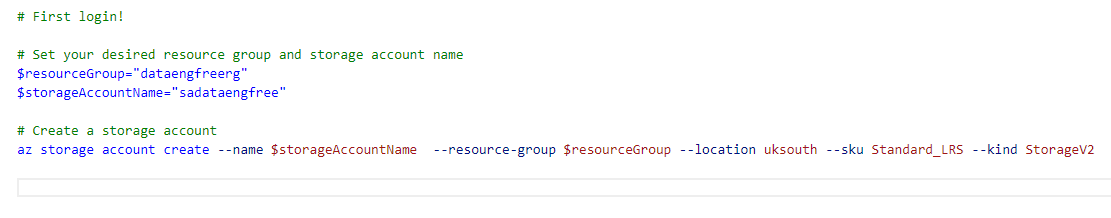 # First login!
# Set your desired resource group and storage account name
$resourceGroup="dataengfreerg"
$storageAccountName="sadataengfree"
# Create a storage account
az storage account create --name $storageAccountName  --resource-group $resourceGroup --location uksouth --sku Standard_LRS --kind StorageV2